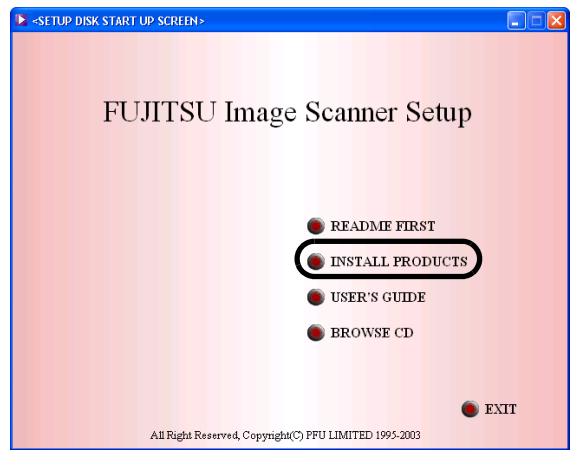 <SETUP DISK START UP SCREEN>
FUJITSU Image Scanner Setup
README FIRST
INSTALL PRODUCTS
USER'S GUIDE
BROWSE CD
EXIT
All Right Reserved, Copyright(C) PFU LIMITED 1995-2003